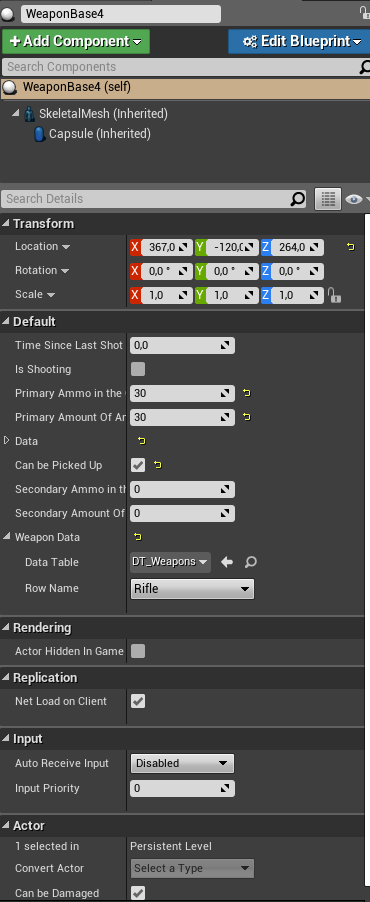 WeaponBase4
+ Add Component
Edit Blueprint
Search Components
WeaponBase4 (self)
SkeletalMesh (Inherited)
Capsule (Inherited)
Search Details
Transform
Location X 367,0 Y -120,0 Z 264,0
Rotation X 0,0 ° Y 0,0 ° Z 0,0 °
Scale X 1,0 Y 1,0 Z 1,0
Default
Time Since Last Shot 0,0
Is Shooting
Primary Ammo in the 30
Primary Amount Of 30
Data
Can be Picked Up
Secondary Ammo in 0
Secondary Amount Of 0
Weapon Data
Data Table DT_Weapons
Row Name Rifle
Rendering
Actor Hidden In Game
Replication
Net Load on Client
Input
Auto Receive Input Disabled
Input Priority 0
Actor
1 selected in Persistent Level
Convert Actor Select a Type
Can be Damaged